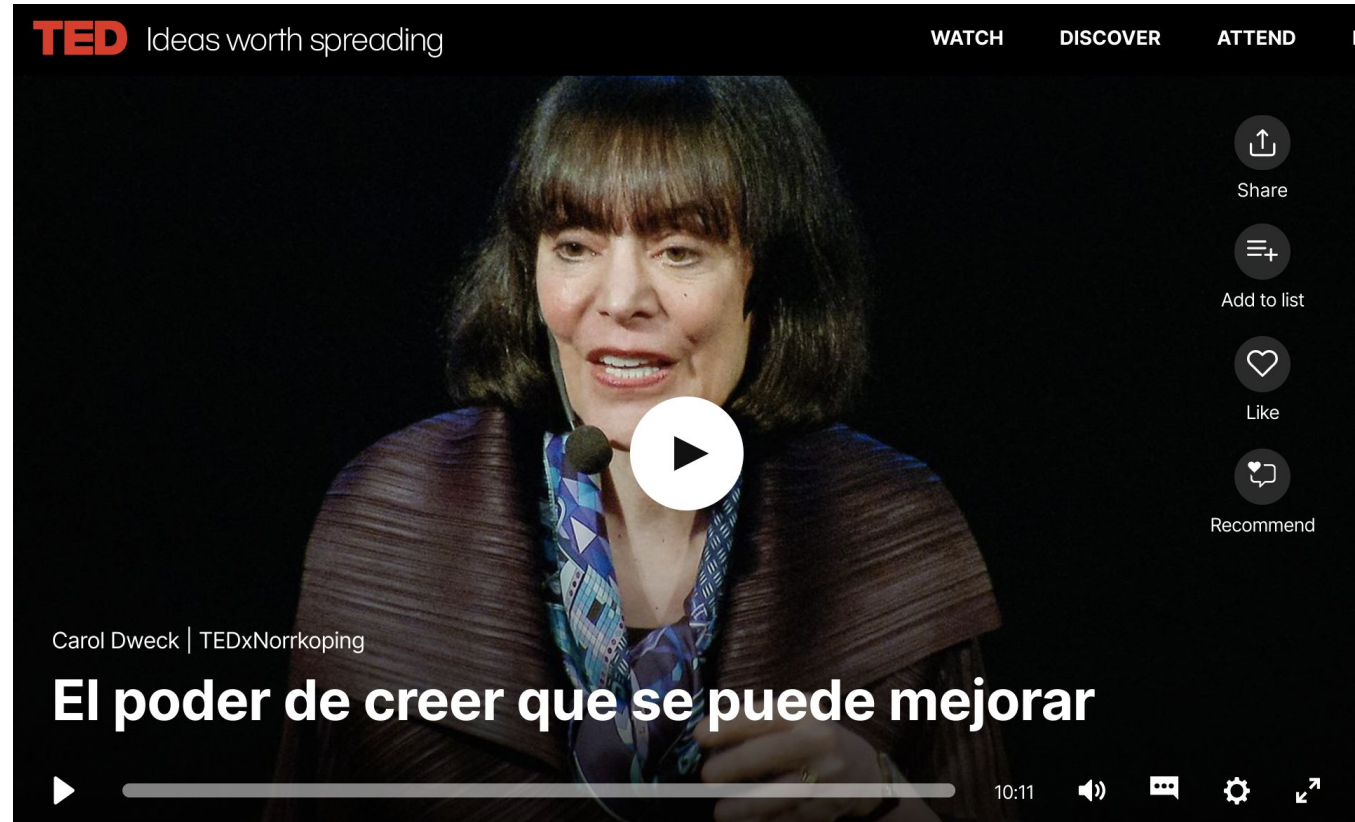 TED Ideas worth spreading WATCH DISCOVER ATTEND
Share
Add to list
Like
Recommend
Carol Dweck | TEDxNorrkoping
El poder de creer que se puede mejorar
10:11